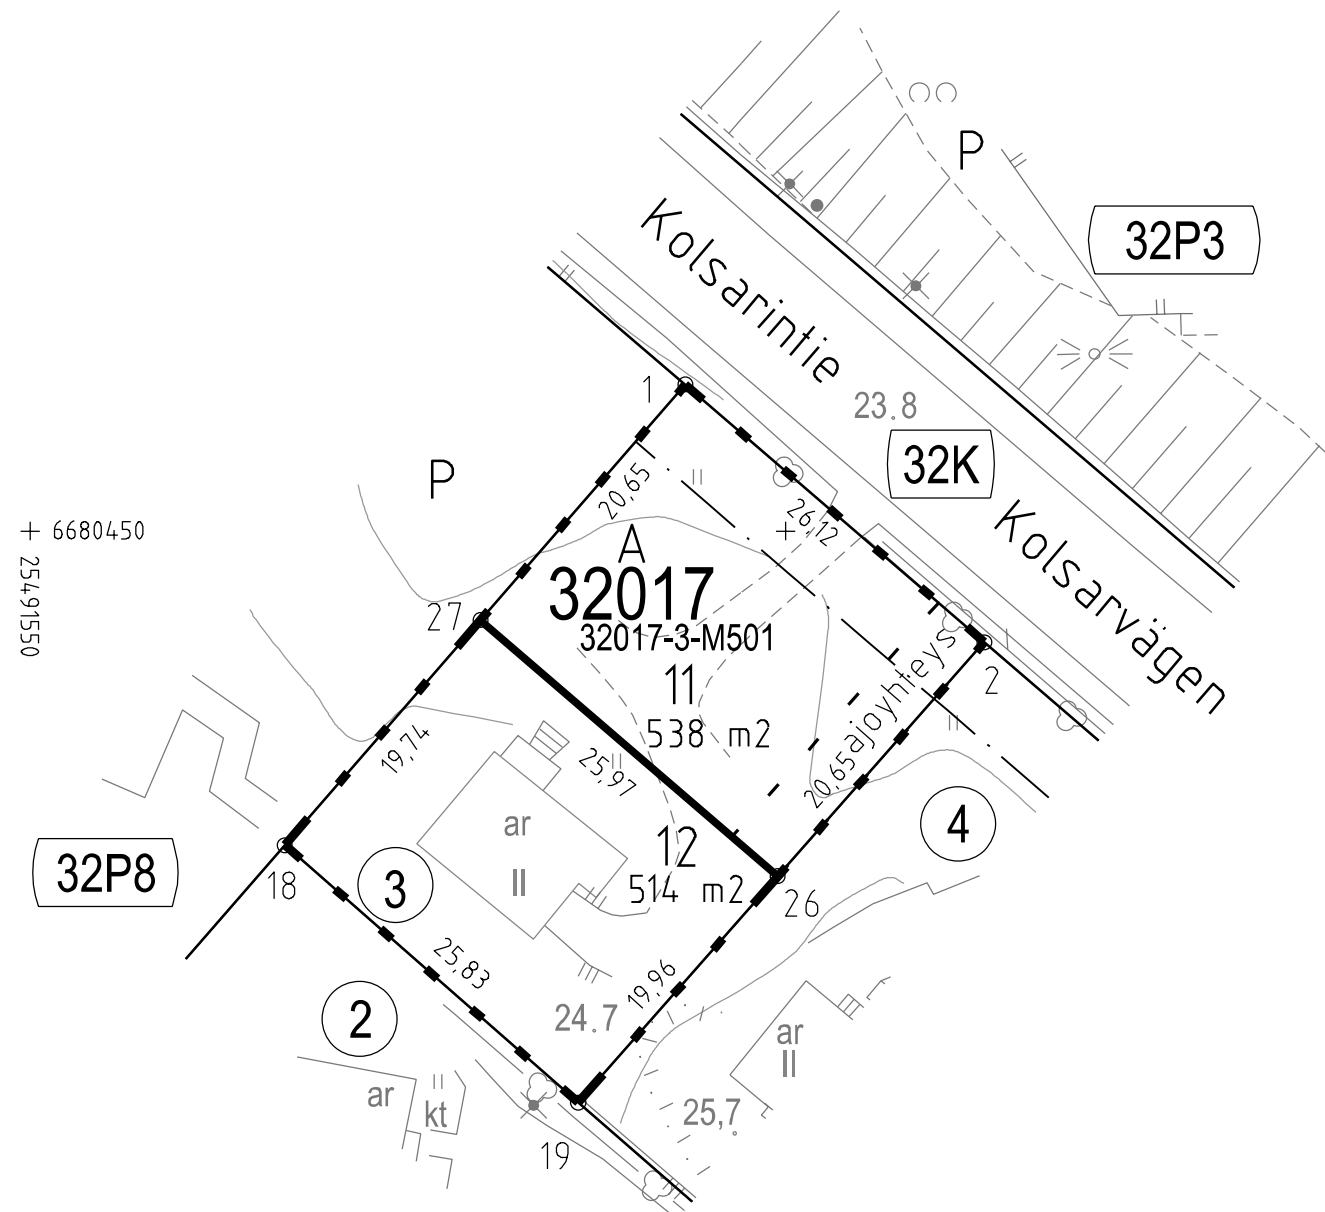 P
32P3
Kolsarintie
23.8
1
32K
P
20,65
26,12
Kolsarvägen
6680450
25491550
A
32017
27
32017-3-M501
11
2
ajoyhteys
538 m2
19,74
25,97
20,65
4
ar
II
12
32P8
3
514 m2
18
26
25,83
19,96
24.7
2
ar
II
ar
kt
25,7
19